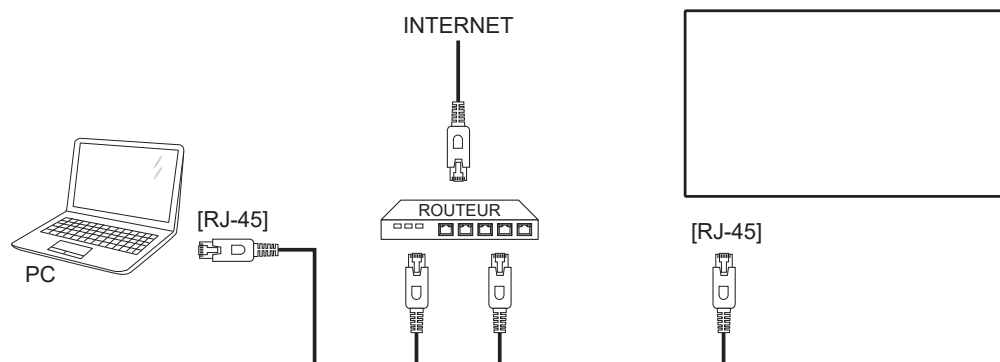 INTERNET
ROUTEUR
[RJ-45]
[RJ-45]
PC